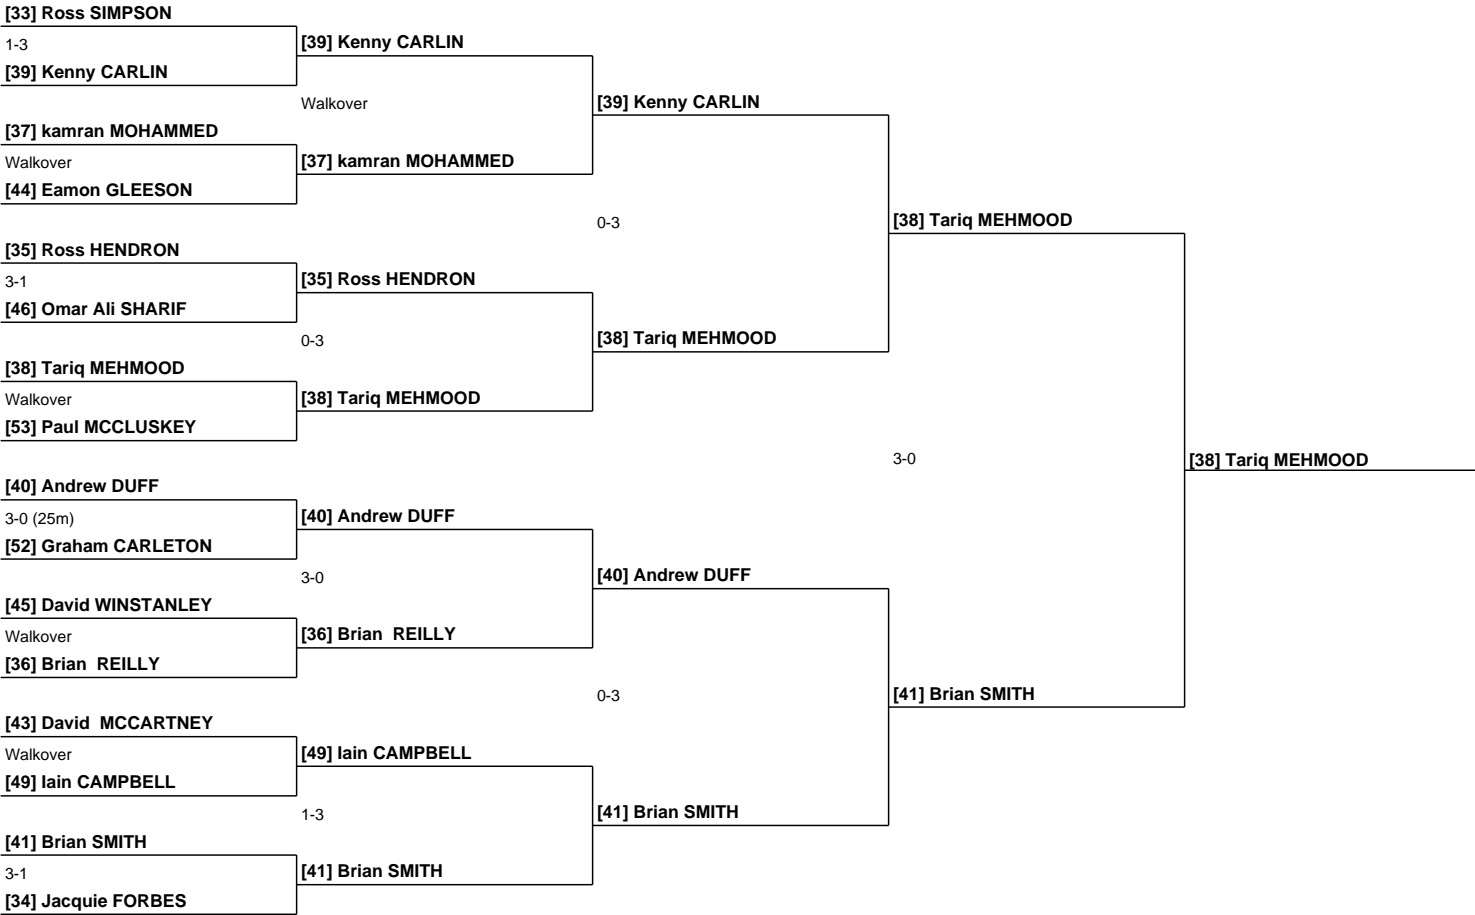 [33] Ross SIMPSON
1-3
[39] Kenny CARLIN
[37] kamran MOHAMMED
Walkover
[44] Eamon GLEESON
[35] Ross HENDRON
3-1
[46] Omar Ali SHARIF
[38] Tariq MEHMOOD
Walkover
[53] Paul MCCLUSKEY
[40] Andrew DUFF
3-0 (25m)
[52] Graham CARLETON
[45] David WINSTANLEY
Walkover
[36] Brian  REILLY
[43] David  MCCARTNEY
Walkover
[49] Iain CAMPBELL
[41] Brian SMITH
3-1
[34] Jacquie FORBES
[39] Kenny CARLIN
Walkover
[37] kamran MOHAMMED
[35] Ross HENDRON
0-3
[38] Tariq MEHMOOD
[40] Andrew DUFF
3-0
[36] Brian  REILLY
[49] Iain CAMPBELL
1-3
[41] Brian SMITH
[39] Kenny CARLIN
0-3
[38] Tariq MEHMOOD
[40] Andrew DUFF
0-3
[41] Brian SMITH
[38] Tariq MEHMOOD
3-0
[41] Brian SMITH
[38] Tariq MEHMOOD